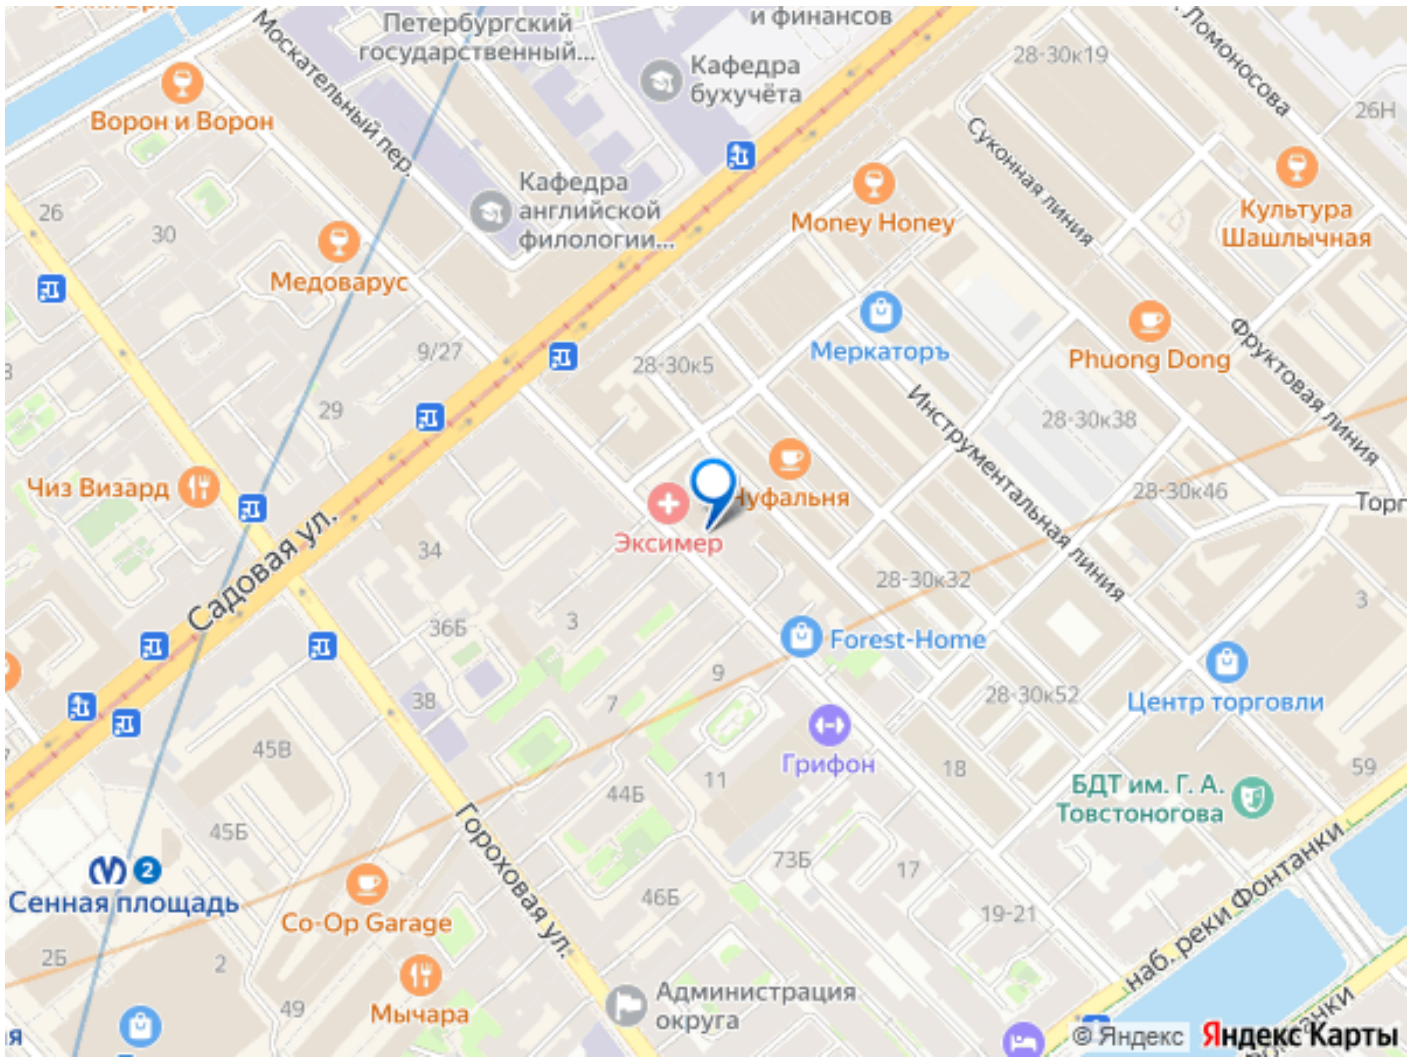 Петербургский
государственный...
и финансов
Кафедра
бухучёта
28-30к19
Ломоносова
26Н
Москательный пер.
Ворон и Ворон
Суконная линия
Кафедра
английской
филологии...
Money Honey
Культура
Шашлычная
26
30
Медоварус
9/27
28-30к5
Меркаторъ
Phuong Dong
Фруктовая линия
29
Инструментальная линия
28-30к38
Чиз Визард
28-30к46
Торг
Эксимер
Садовая ул.
34
28-30к32
3
36Б
3
Forest-Home
9
38
7
28-30к52
Центр торговли
45В
Грифон
11
18
59
44Б
БДТ им. Г. А.
Товстоногова
45Б
Гороховая ул.
73Б
17
2
Сенная площадь
46Б
19-21
наб. реки Фонтанки
Co-Op Garage
2Б
2
49
Мычара
Администрация
округа
я
© Яндекс
Яндекс Карты